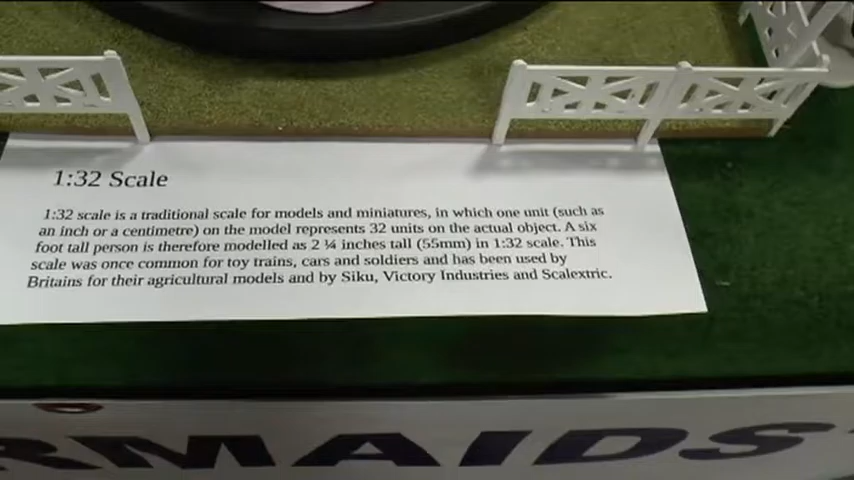 1:32 Scale
1:32 scale is a traditional scale for models and miniatures, in which one unit (such as
an inch or a centimetre) on the model represents 32 units on the actual object. A six
foot tall person is therefore modelled as 2 ¼ inches tall (55mm) in 1:32 scale. This
scale was once common for toy trains, cars and soldiers and has been used by
Britains for their agricultural models and by Siku, Victory Industries and Scalextric.
RMAIDS